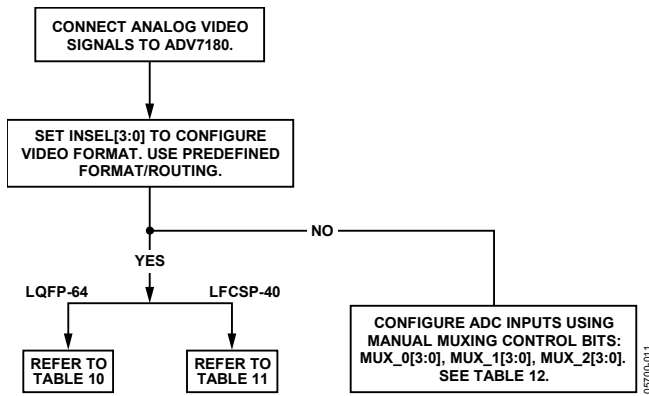 CONNECT ANALOG VIDEO
SIGNALS TO ADV7180.
SET INSEL[3:0] TO CONFIGURE
VIDEO FORMAT. USE PREDEFINED
FORMAT/ROUTING.
NO
YES
LQFP-64
LFCSP-40
REFER TO
TABLE 10
REFER TO
TABLE 11
CONFIGURE ADC INPUTS USING
MANUAL MUXING CONTROL BITS:
MUX_0[3:0], MUX_1[3:0], MUX_2[3:0].
SEE TABLE 12.
05700-011